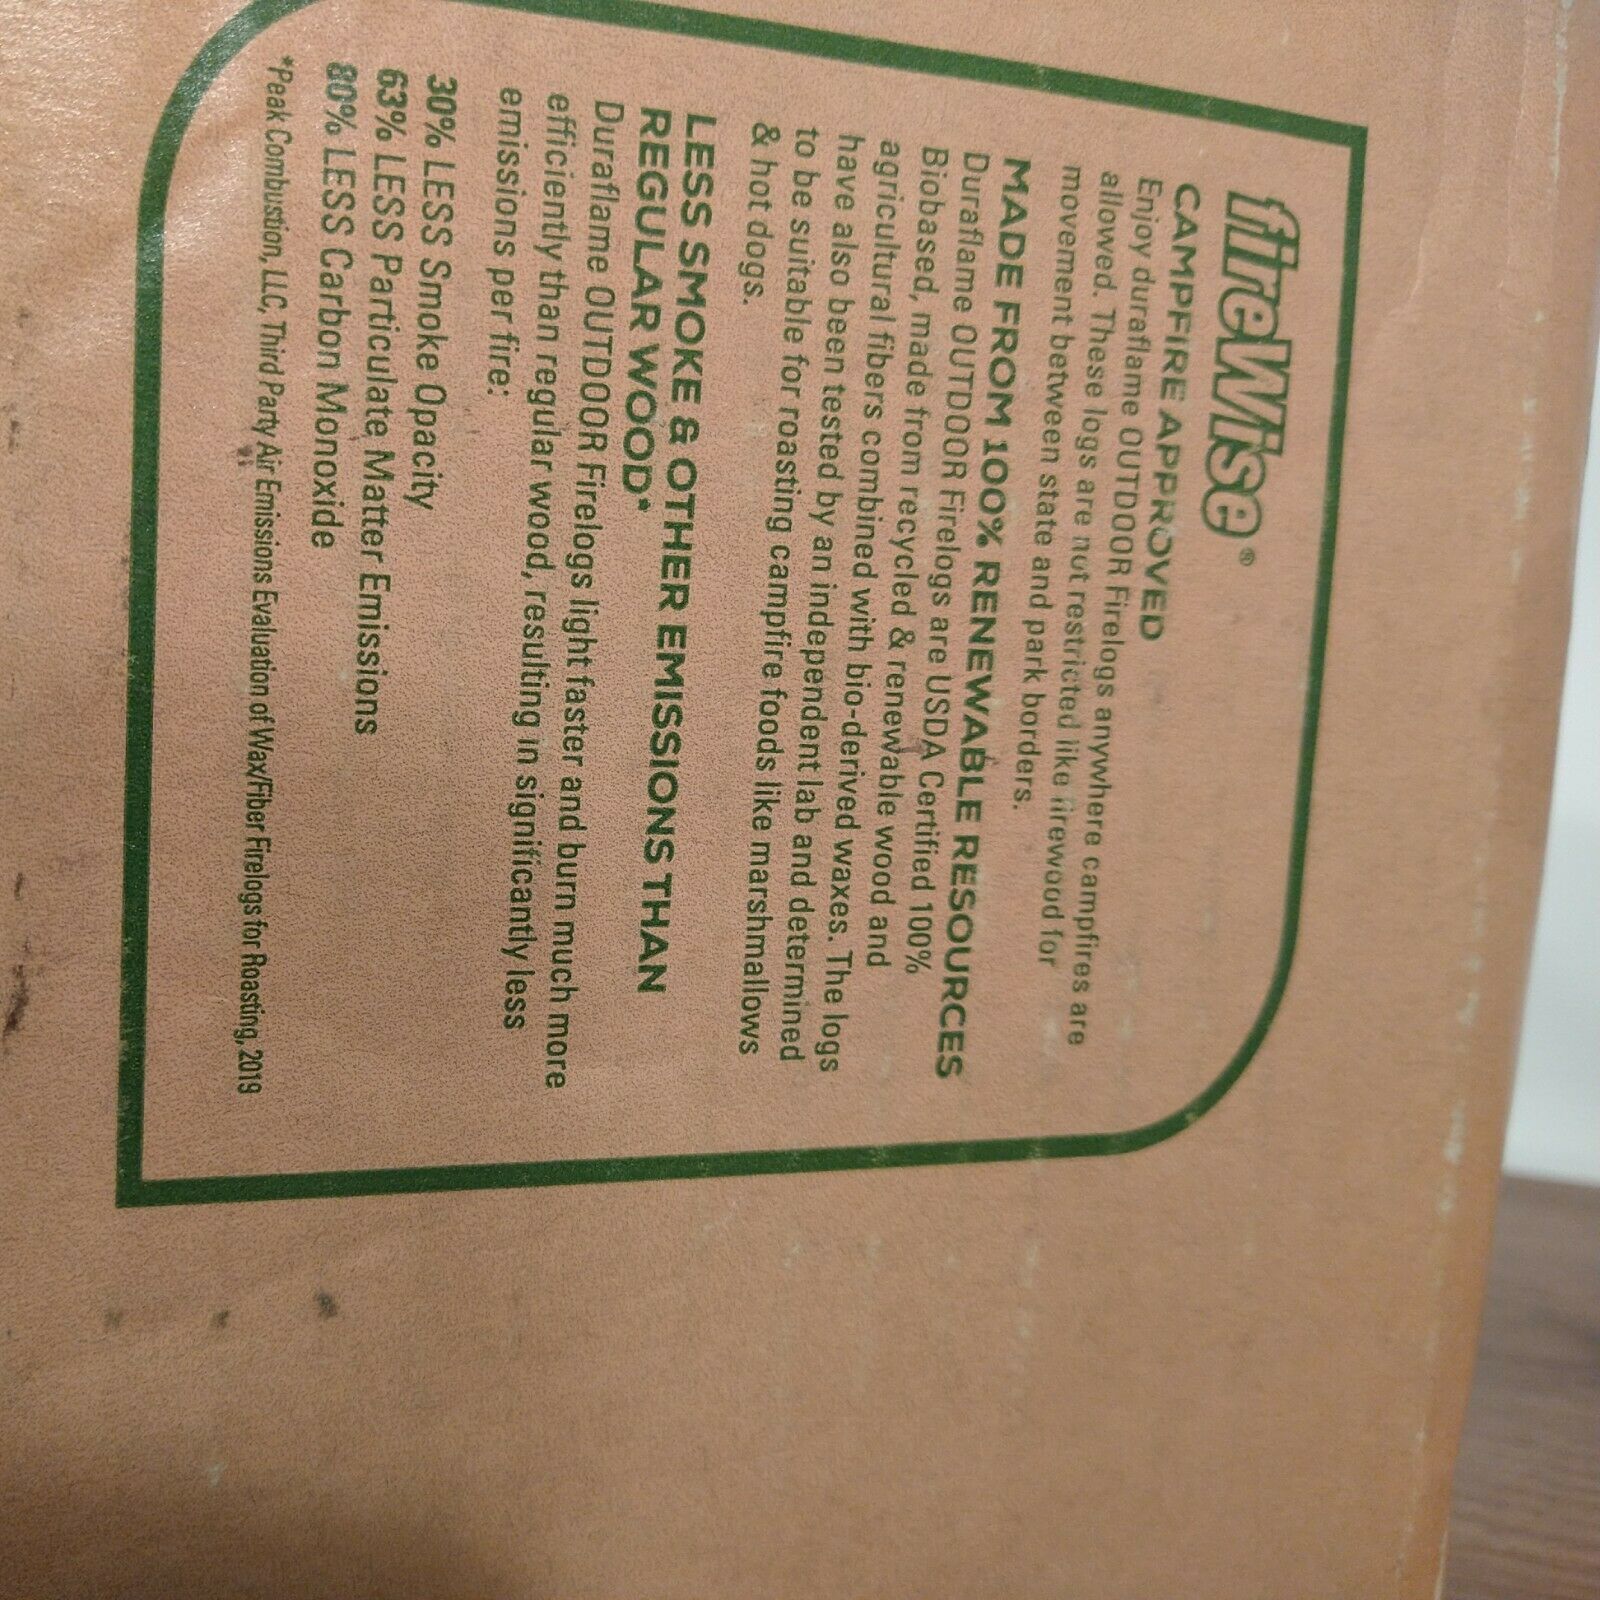 firewise®
CAMPFIRE APPROVED
Enjoy duraflame OUTDOOR Firelogs anywhere campfires are
allowed. These logs are not restricted like firewood for
movement between state and park borders.
MADE FROM 100% RENEWABLE RESOURCES
Duraflame OUTDOOR Firelogs are USDA Certified 100%
Biobased, made from recycled & renewable wood and
agricultural fibers combined with bio-derived waxes. The logs
have also been tested by an independent lab and determined
to be suitable for roasting campfire foods like marshmallows
& hot dogs.
LESS SMOKE & OTHER EMISSIONS THAN
REGULAR WOOD*
Duraflame OUTDOOR Firelogs light faster and burn much more
efficiently than regular wood, resulting in significantly less
emissions per fire:
30% LESS Smoke Opacity
63% LESS Particulate Matter Emissions
80% LESS Carbon Monoxide
*Peak Combustion, LLC, Third Party Air Emissions Evaluation of Wax/Fiber Firelogs for Roasting, 2019